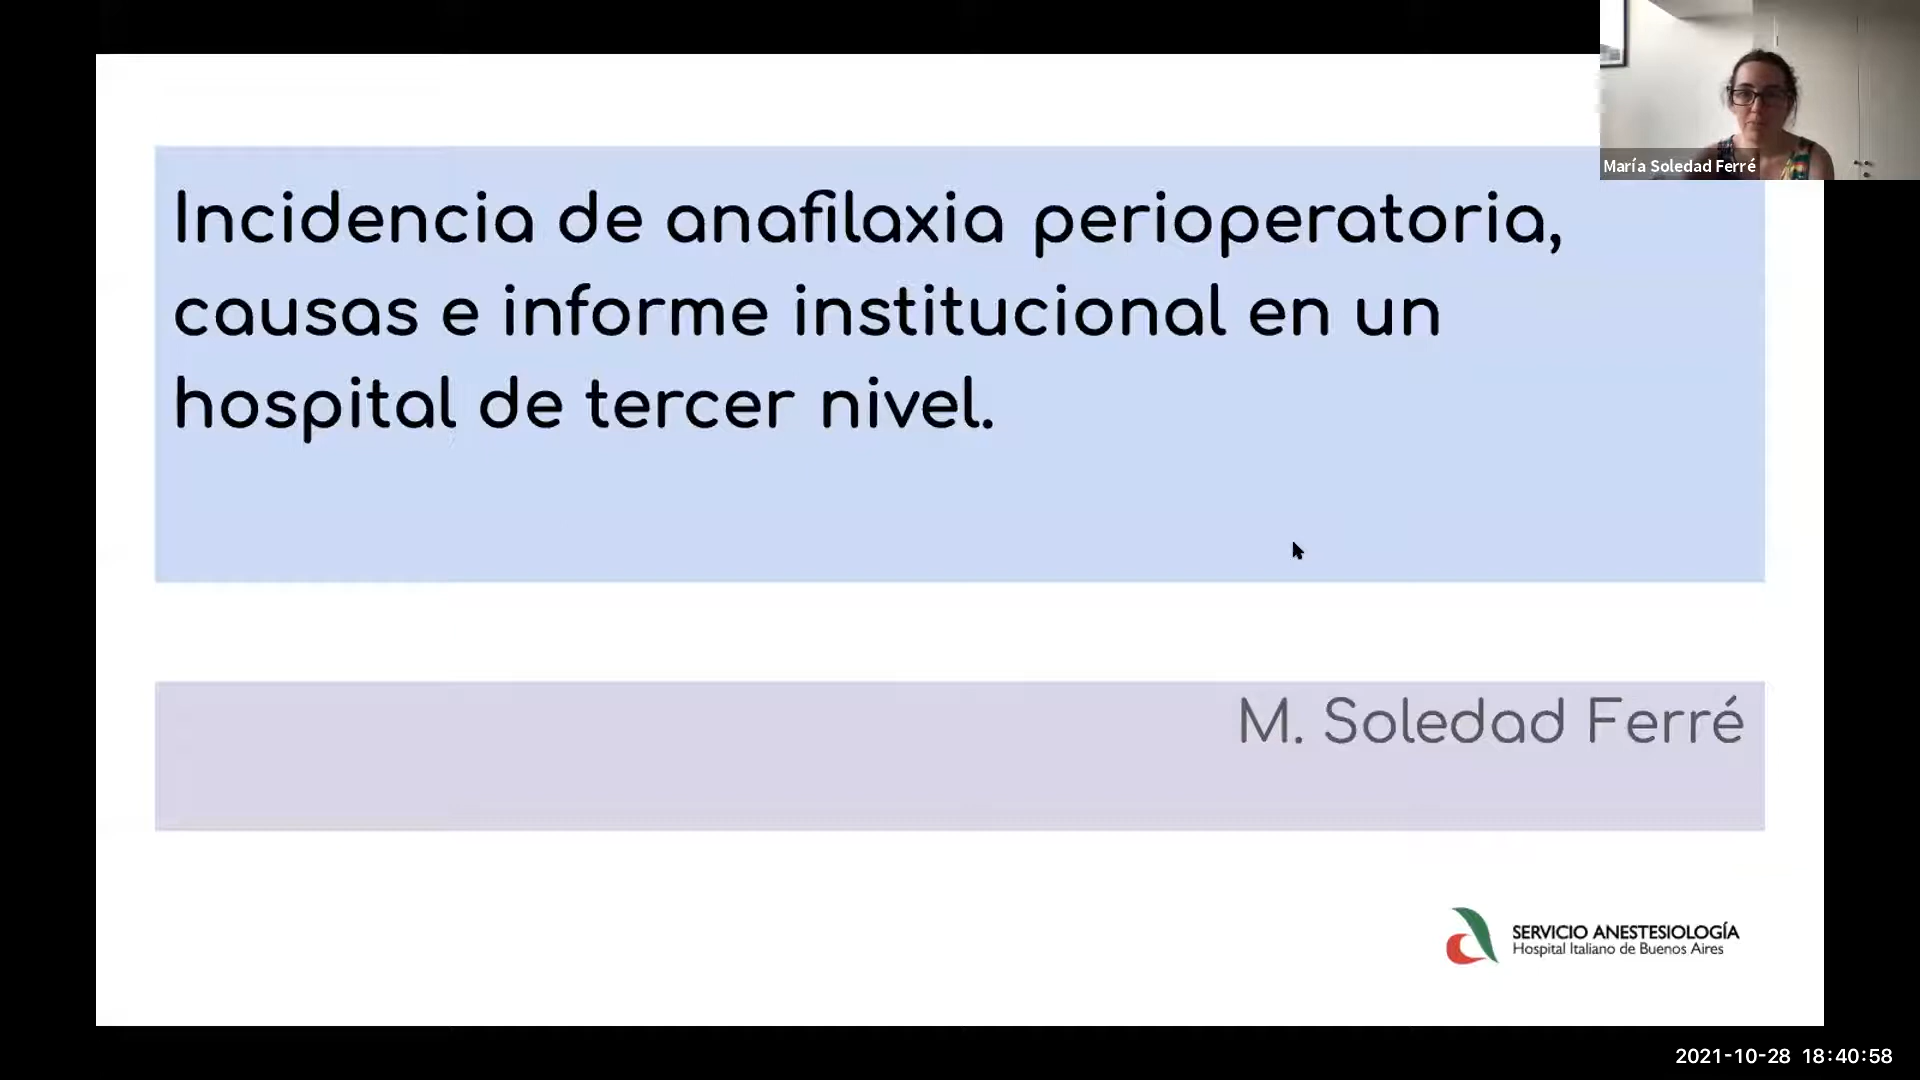 María Soledad Ferré
Incidencia de anafilaxia perioperatoria,
causas e informe institucional en un
hospital de tercer nivel.
M. Soledad Ferré
SERVICIO ANESTESIOLOGÍA
Hospital Italiano de Buenos Aires
2021-10-28 18:40:58